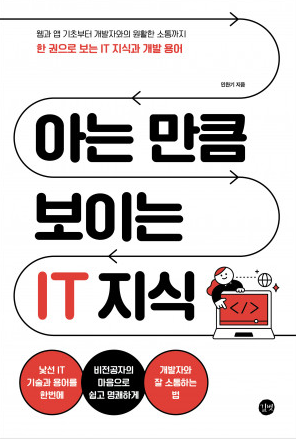 웹과 앱 기초부터 개발자와의 원활한 소통까지
한 권으로 보는 IT 지식과 개발 용어
민원기 지음
아는 만큼
보이는
IT 지식
</>
낯선 IT
기술과 용어를
한번에
비전공자의
마음으로
쉽고 명쾌하게
개발자와
잘 소통하는
법
길벗